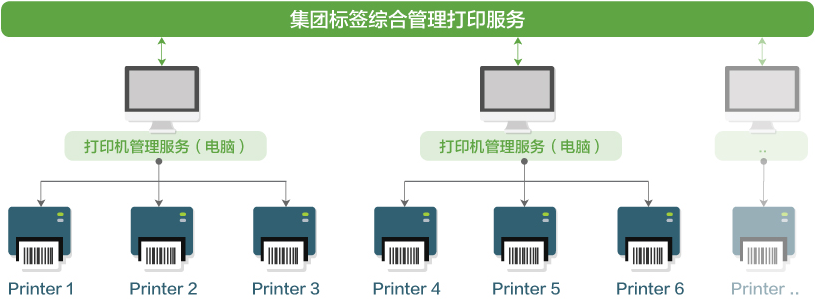 集团标签综合管理打印服务
打印机管理服务（电脑）
打印机管理服务（电脑）
..
Printer 1
Printer 2
Printer 3
Printer 4
Printer 5
Printer 6
Printer ..